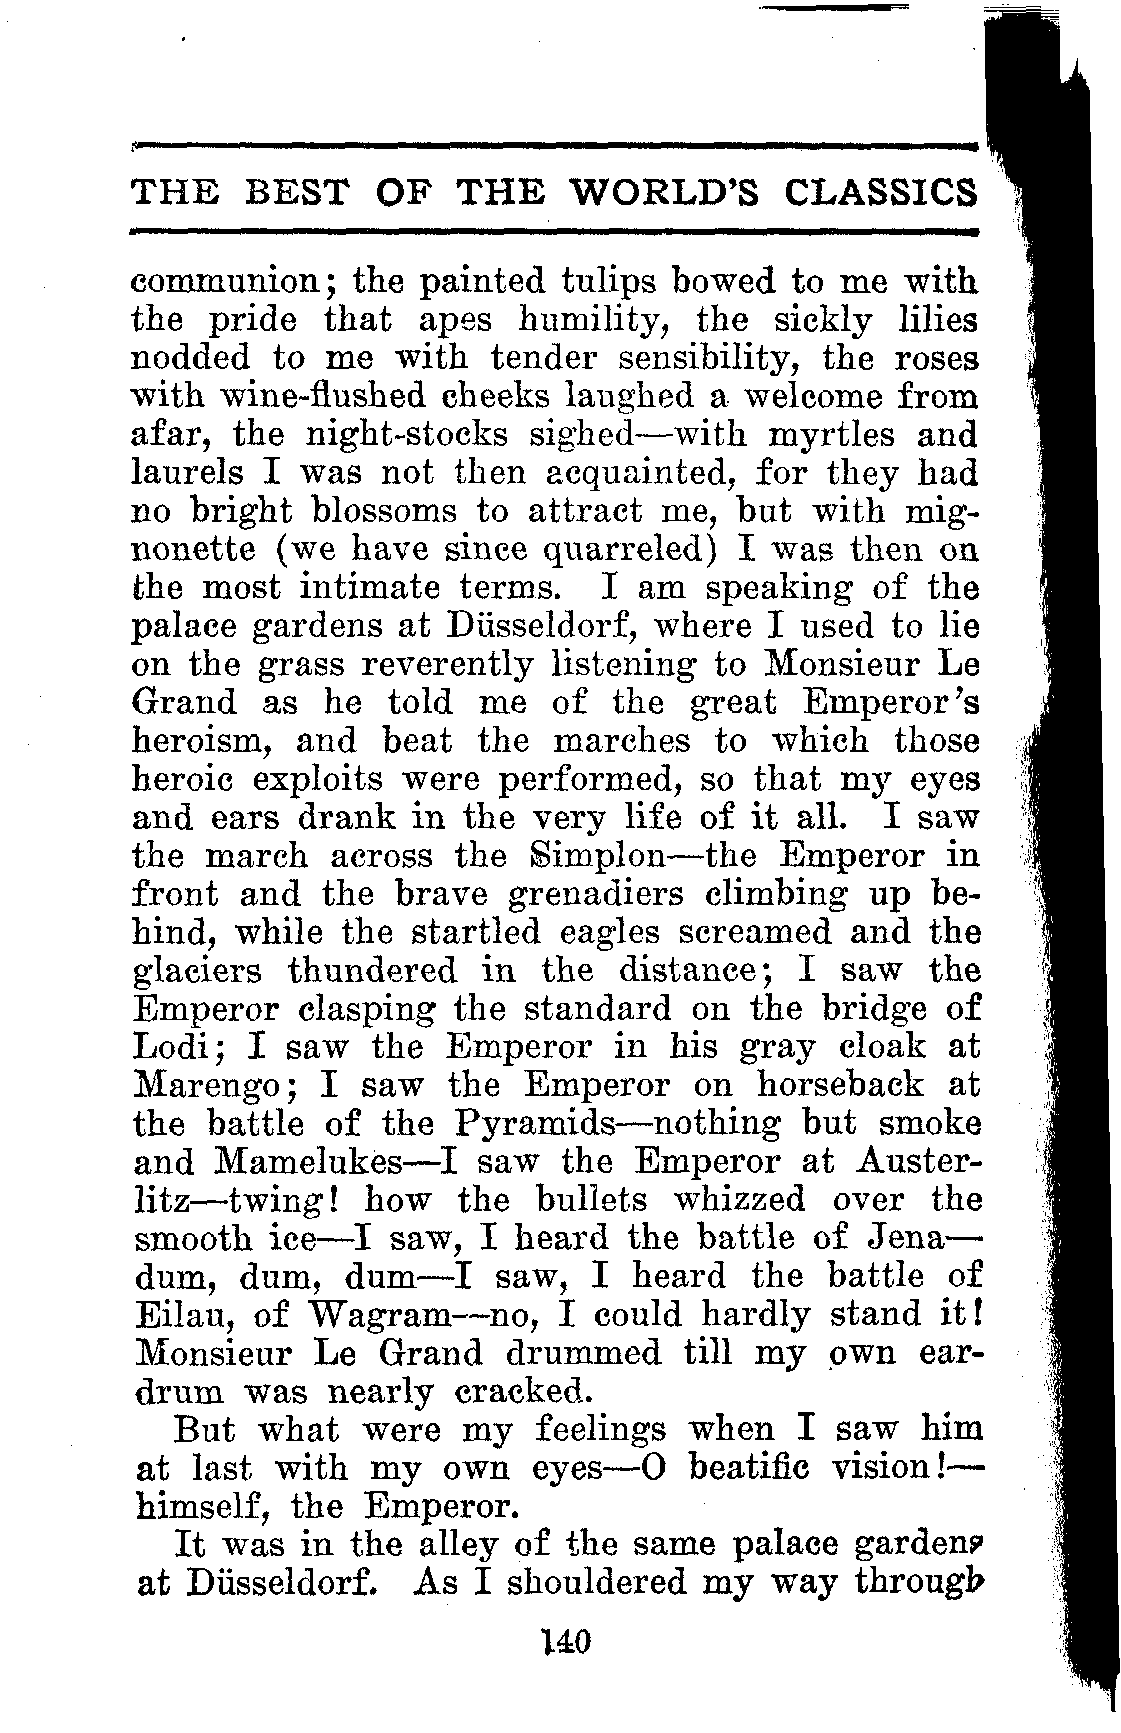 THE BEST OF THE WORLD'S CLASSICS
communion; the painted tulips bowed to me with
the pride that apes humility, the sickly lilies
nodded to me with tender sensibility, the roses
with wine-flushed cheeks laughed a welcome from
afar, the night-stocks sighed—with myrtles and
laurels I was not then acquainted, for they had
no bright blossoms to attract me, but with mig-
nonette (we have since quarreled) I was then on
the most intimate terms. I am speaking of the
palace gardens at Düsseldorf, where I used to lie
on the grass reverently listening to Monsieur Le
Grand as he told me of the great Emperor's
heroism, and beat the marches to which those
heroic exploits were performed, so that my eyes
and ears drank in the very life of it all. I saw
the march across the Simplon—the Emperor in
front and the brave grenadiers climbing up be-
hind, while the startled eagles screamed and the
glaciers thundered in the distance; I saw the
Emperor clasping the standard on the bridge of
Lodi; I saw the Emperor in his gray cloak at
Marengo; I saw the Emperor on horseback at
the battle of the Pyramids—nothing but smoke
and Mamelukes—I saw the Emperor at Auster-
litz—twing! how the bullets whizzed over the
smooth ice—I saw, I heard the battle of Jena—
dum, dum, dum—I saw, I heard the battle of
Eilau, of Wagram—no, I could hardly stand it!
Monsieur Le Grand drummed till my own ear-
drum was nearly cracked.
But what were my feelings when I saw him
at last with my own eyes—O beatific vision!—
himself, the Emperor.
It was in the alley of the same palace gardens
at Düsseldorf. As I shouldered my way through
140